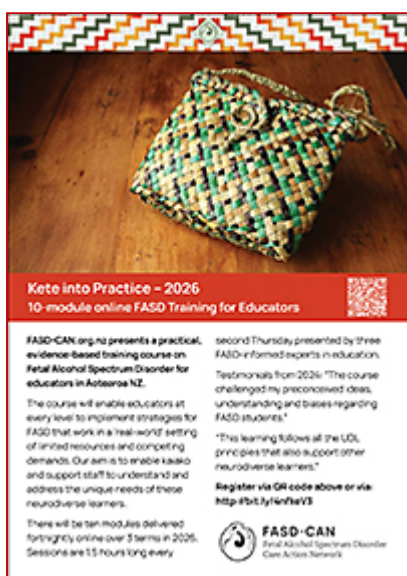 Kete into Practice – 2026
10-module online FASD Training for Educators
FASD-CAN.org.nz presents a practical,
evidence-based training course on
Fetal Alcohol Spectrum Disorder for
educators in Aotearoa NZ.
The course will enable educators at
every level to implement strategies for
FASD that work in a 'real-world' setting
of limited resources and competing
demands. Our aim is to enable kaiako
and support staff to understand and
address the unique needs of these
neurodiverse learners.
There will be ten modules delivered
fortnightly online over 3 terms in 2026.
Sessions are 1.5 hours long every
second Thursday presented by three
FASD-informed experts in education.
Testimonials from 2024: "The course
challenged my preconceived ideas,
understanding and biases regarding
FASD students."
"This learning follows all the UDL
principles that also support other
neurodiverse learners."
Register via QR code above or via:
FASD-CAN
Fetal Alcohol Spectrum Disorder
Care Action Network